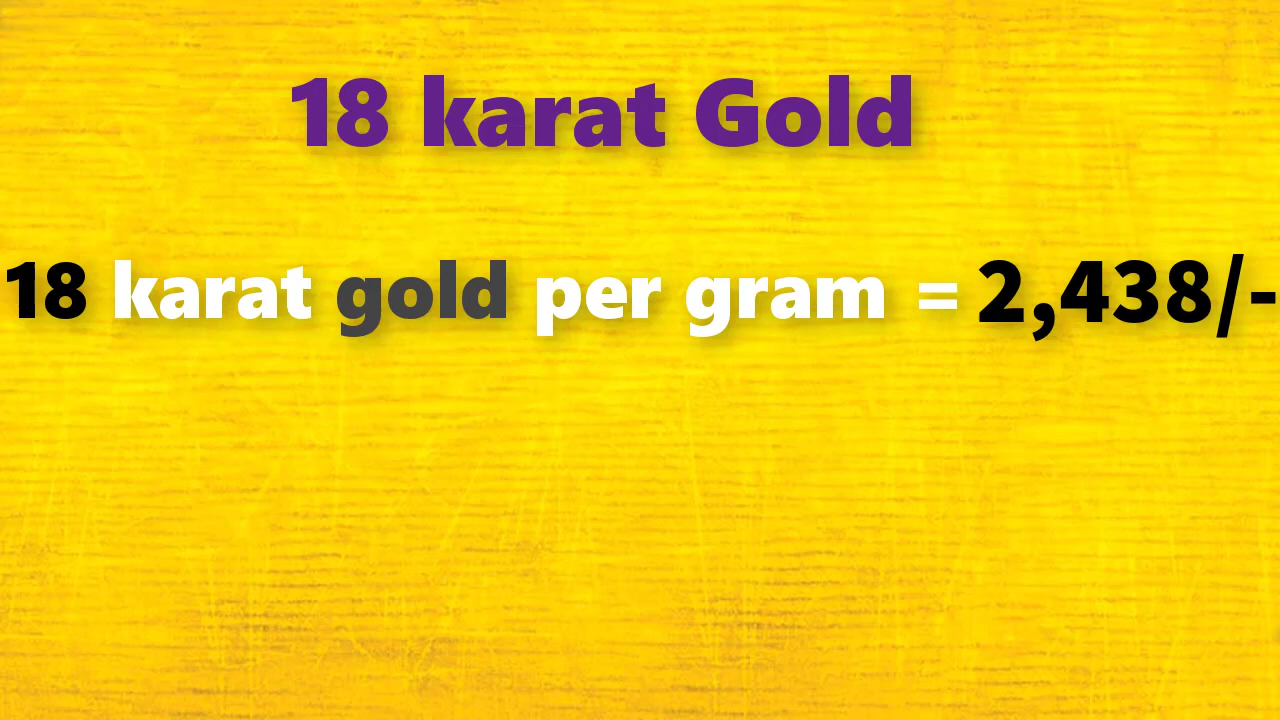 18 karat Gold
18 karat gold per gram = 2,438/-